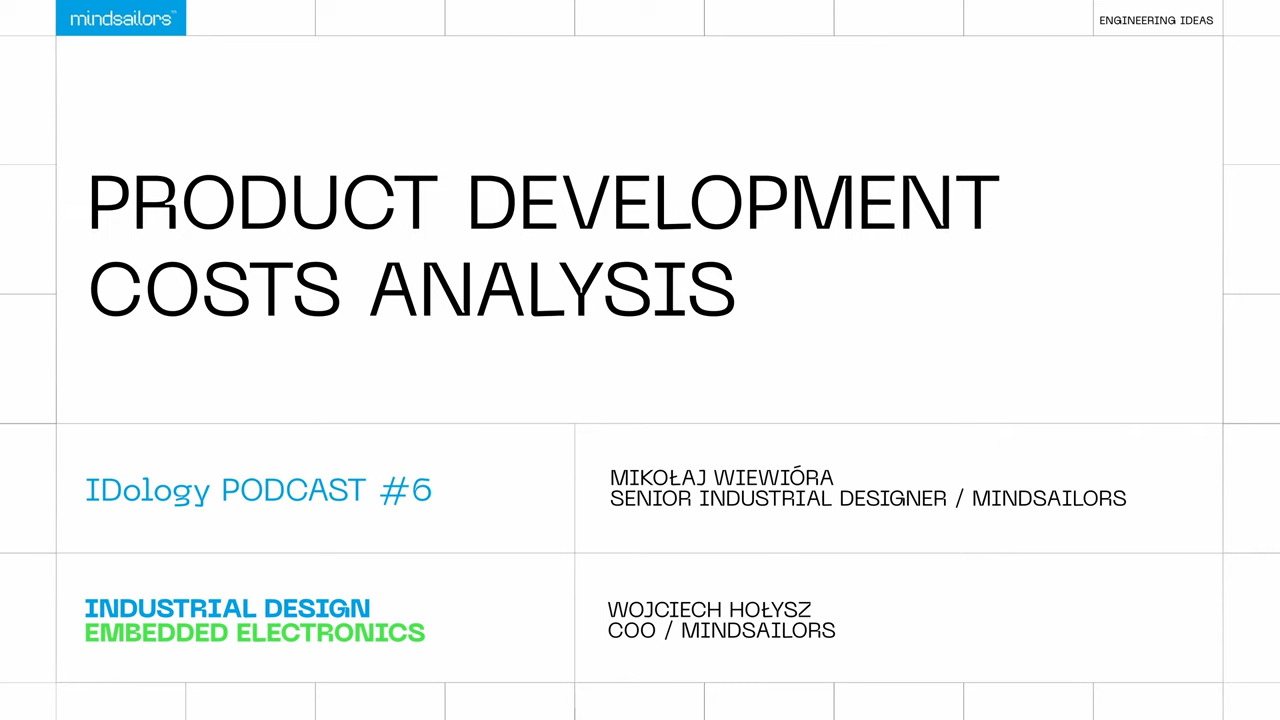 mindsailors™
ENGINEERING IDEAS
PRODUCT DEVELOPMENT
COSTS ANALYSIS
IDology PODCAST #6
MIKOŁAJ WIEWIÓRA
SENIOR INDUSTRIAL DESIGNER / MINDSAILORS
INDUSTRIAL DESIGN
EMBEDDED ELECTRONICS
WOJCIECH HOŁYSZ
COO / MINDSAILORS